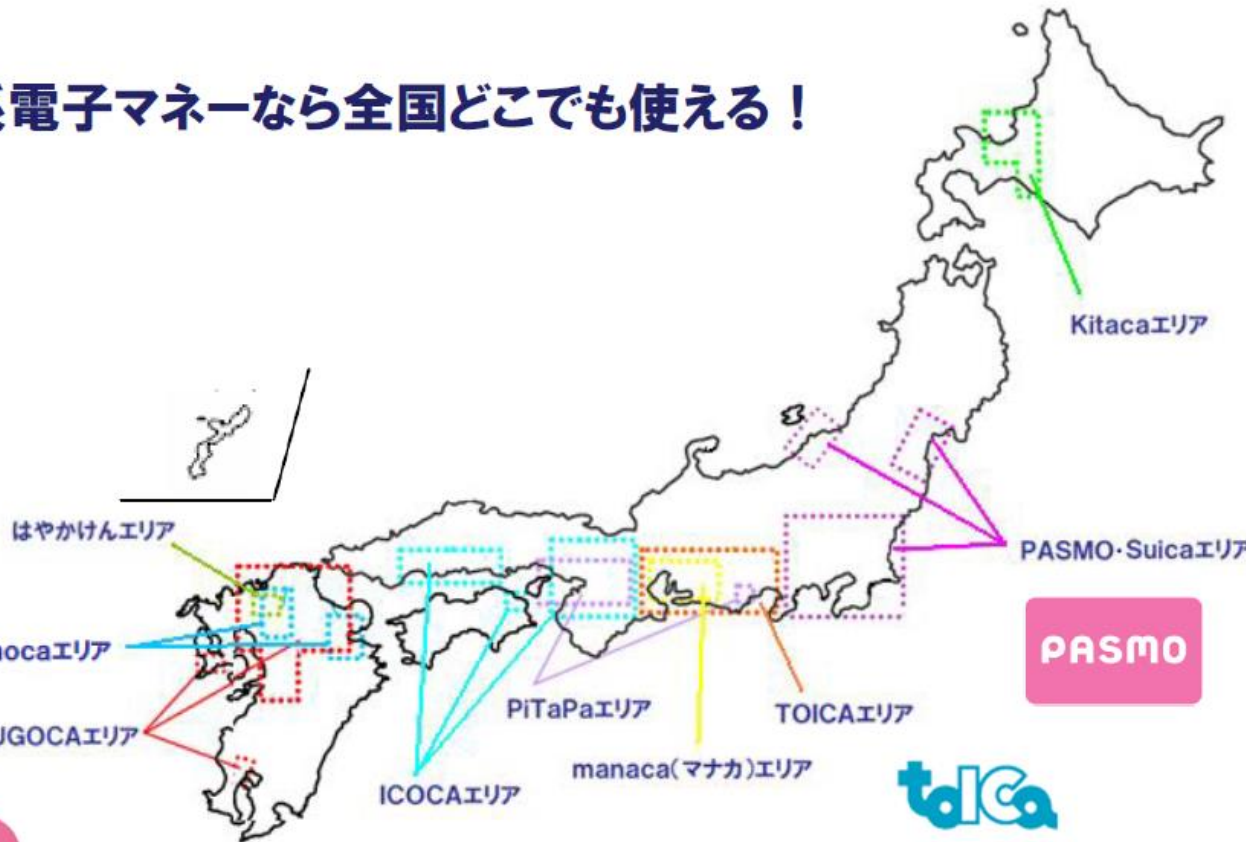 電子マネーなら全国どこでも使える！
Kitacaエリア
はやかけんエリア
PASMO･Suicaエリア
ocaエリア
PASMO
PiTaPaエリア
TOICAエリア
UGOCAエリア
manaca(マナカ)エリア
ICOCAエリア
toICa